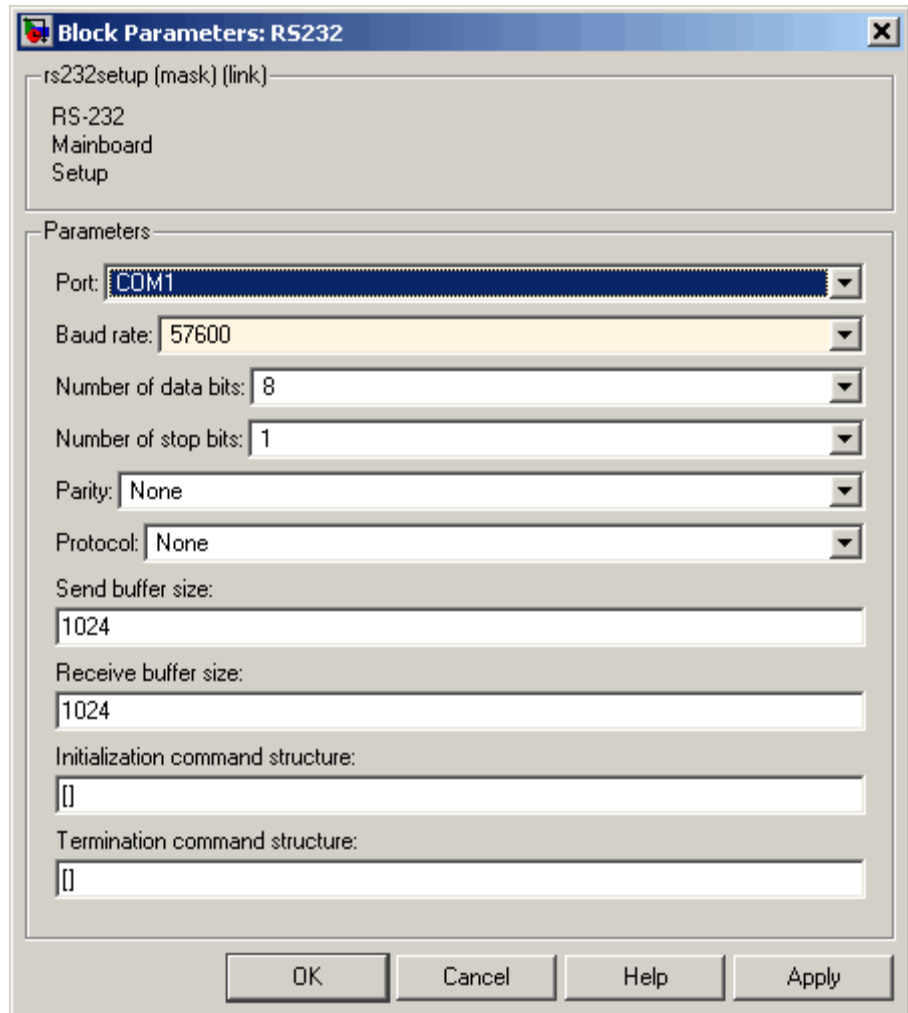 Block Parameters: RS232
rs232setup (mask) (link)
RS-232
Mainboard
Setup
Parameters
Port: COM1
Baud rate: 57600
Number of data bits: 8
Number of stop bits: 1
Parity: None
Protocol: None
Send buffer size:
1024
Receive buffer size:
1024
Initialization command structure:
[]
Termination command structure:
[]
OK Cancel Help Apply